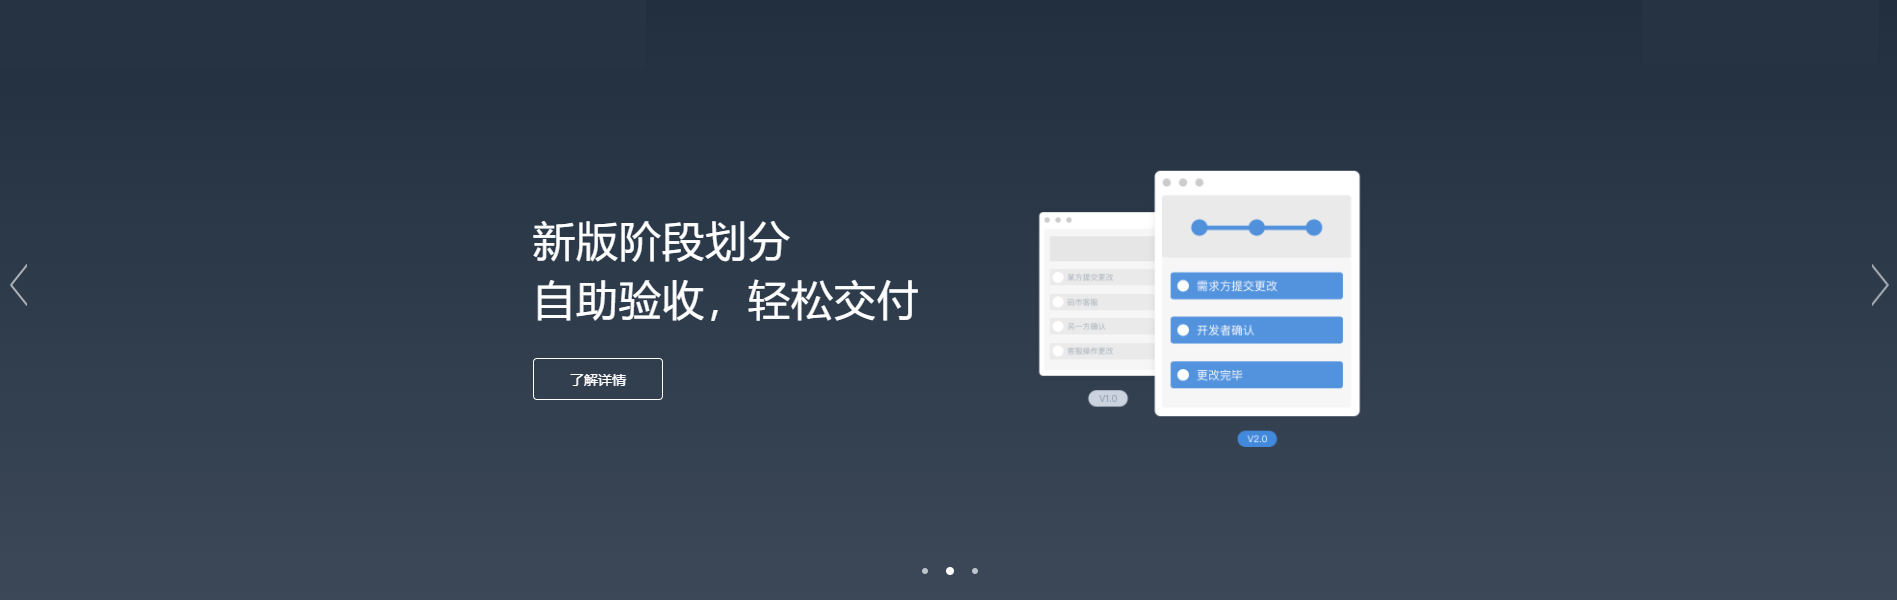 新版阶段划分
自助验收，轻松交付
了解详情
某方提交更改
码市客服
另一方确认
客服操作更改
V1.0
需求方提交更改
开发者确认
更改完毕
V2.0